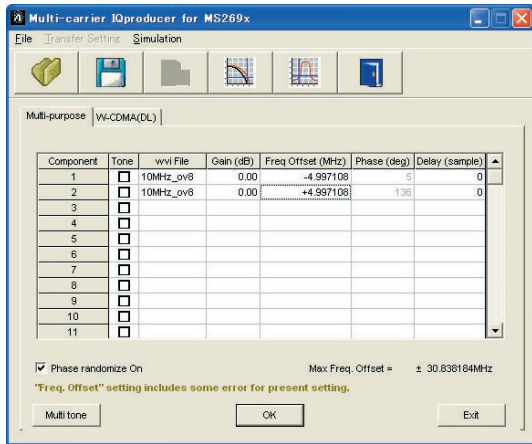 Multi-carrier IQproducer for MS269x
File Transfer Setting Simulation
Multi-purpose W-CDMA(DL)
Component Tone wvi File Gain (dB) Freq Offset (MHz) Phase (deg) Delay (sample)
1 10MHz_ov8 0.00 -4.997108 5 0
2 10MHz_ov8 0.00 +4.997108 136 0
3
4
5
6
7
8
9
10
11
Phase randomize On Max Freq. Offset = ± 30.838184MHz
"Freq. Offset" setting includes some error for present setting.
Multi tone OK Exit